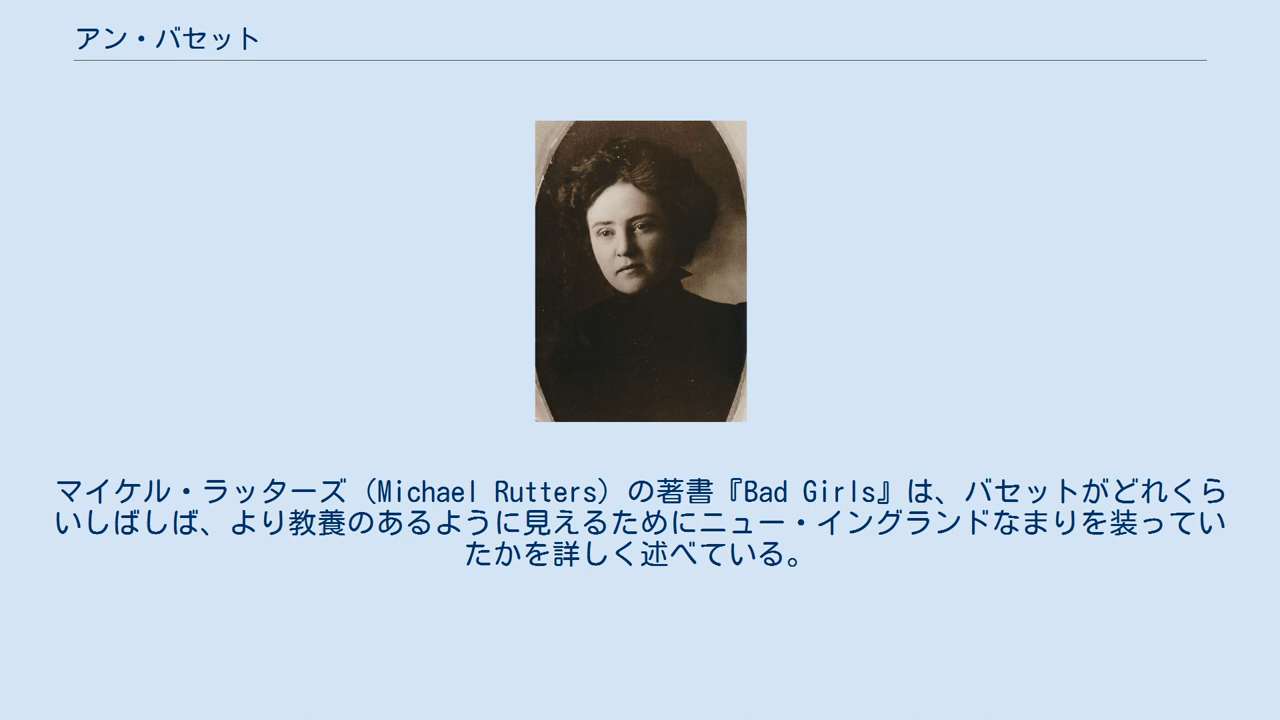 アン・バセット
マイケル・ラッターズ（Michael Rutters）の著書『Bad Girls』は、バセットがどれくら
いしばしば、より教養のあるように見えるためにニュー・イングランドなまりを装ってい
たかを詳しく述べている。